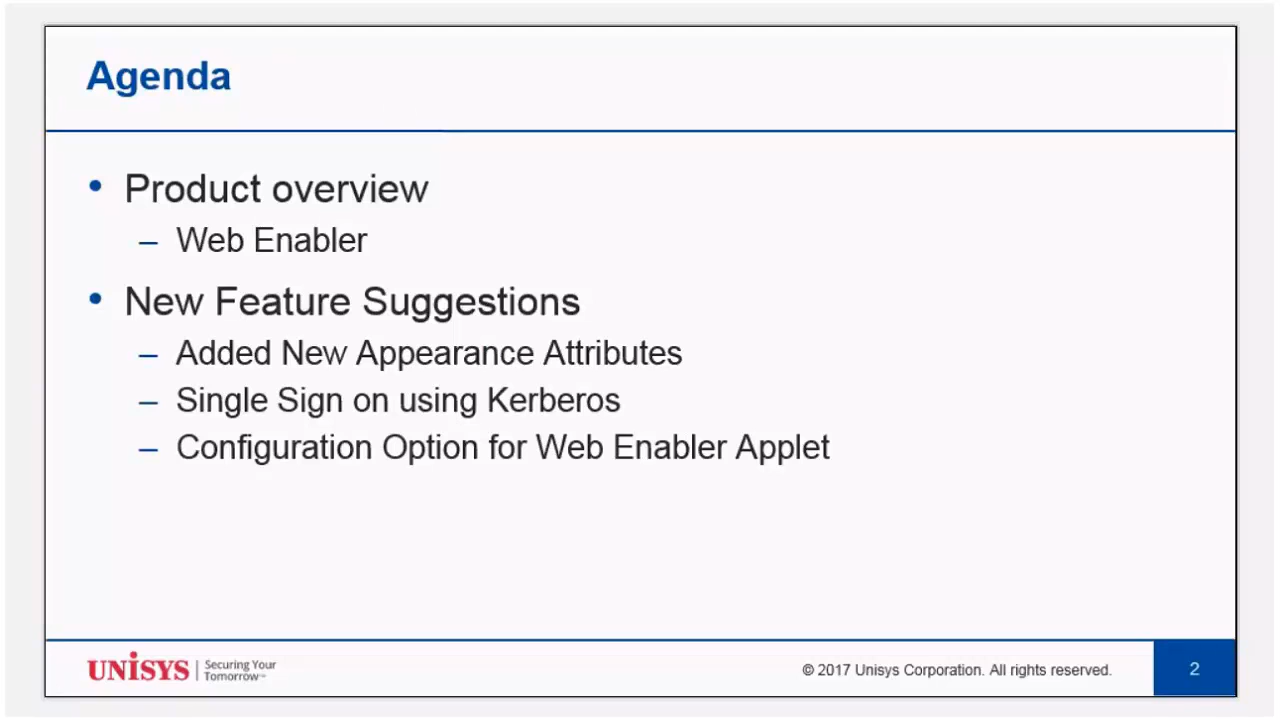 Agenda
• Product overview
– Web Enabler
• New Feature Suggestions
– Added New Appearance Attributes
– Single Sign on using Kerberos
– Configuration Option for Web Enabler Applet
UNISYS | Securing Your
Tomorrow™
© 2017 Unisys Corporation. All rights reserved.
2